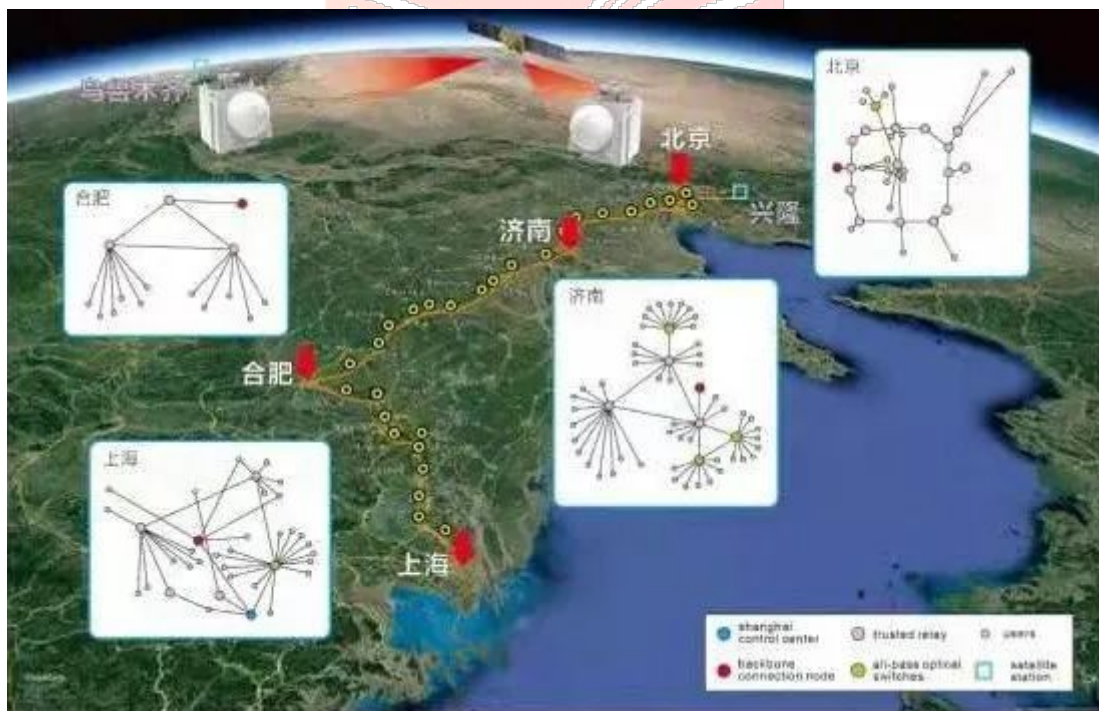 乌鲁木齐
北京
北京
合肥
兴隆
济南
济南
合肥
上海
上海
shanghai
control center
trusted relay
users
backbone
connection node
all-pass optical
switches
satellite
station